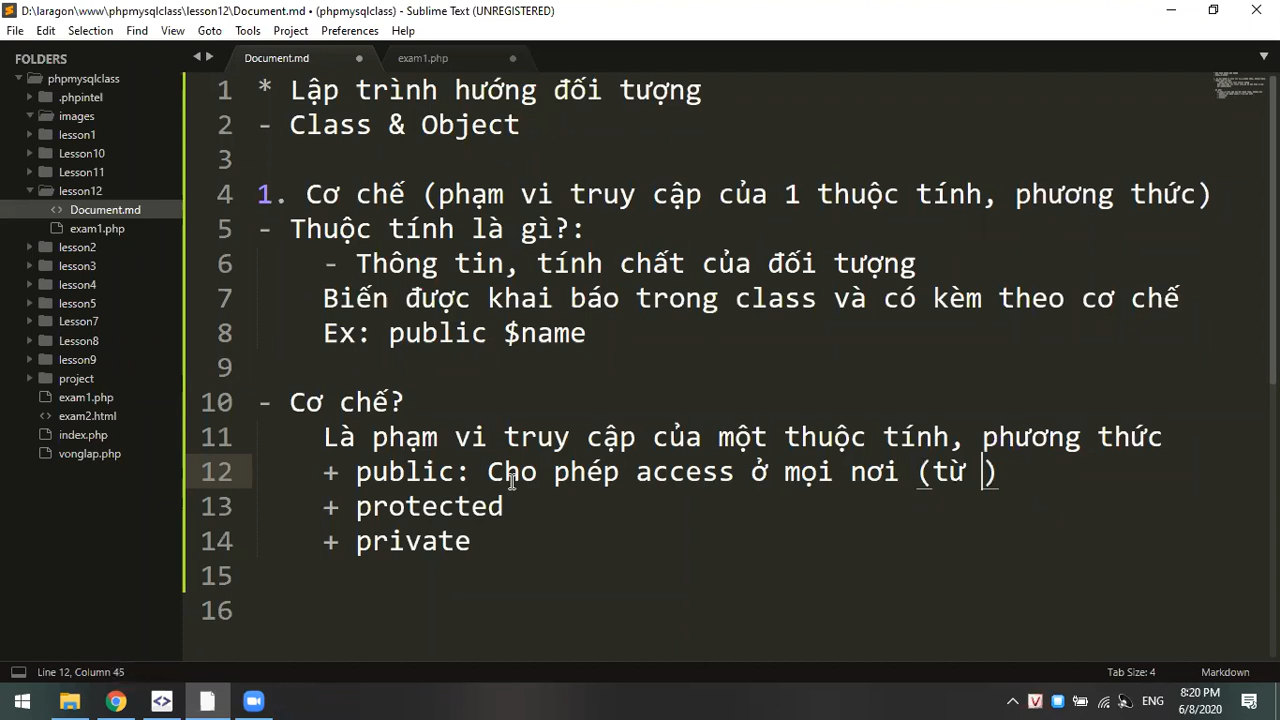 D:\laragon\www\phpmysqlclass\lesson12\Document.md • (phpmysqlclass) - Sublime Text (UNREGISTERED)
File Edit Selection Find View Goto Tools Project Preferences Help
FOLDERS
phpmysqlclass
.phpintel
images
lesson1
Lesson10
Lesson11
lesson12
Document.md
exam1.php
lesson2
lesson3
lesson4
lesson5
Lesson7
Lesson8
lesson9
project
exam1.php
exam2.html
index.php
vonglap.php
Document.md exam1.php
1 * Lập trình hướng đối tượng
2 - Class & Object
3
4 1. Cơ chế (phạm vi truy cập của 1 thuộc tính, phương thức)
5 - Thuộc tính là gì?:
6 - Thông tin, tính chất của đối tượng
7 Biến được khai báo trong class và có kèm theo cơ chế
8 Ex: public $name
9
10 - Cơ chế?
11 Là phạm vi truy cập của một thuộc tính, phương thức
12 + public: Cho phép access ở mọi nơi (từ )
13 + protected
14 + private
15
16
Line 12, Column 45 Tab Size: 4 Markdown
ENG 8:20 PM
6/8/2020